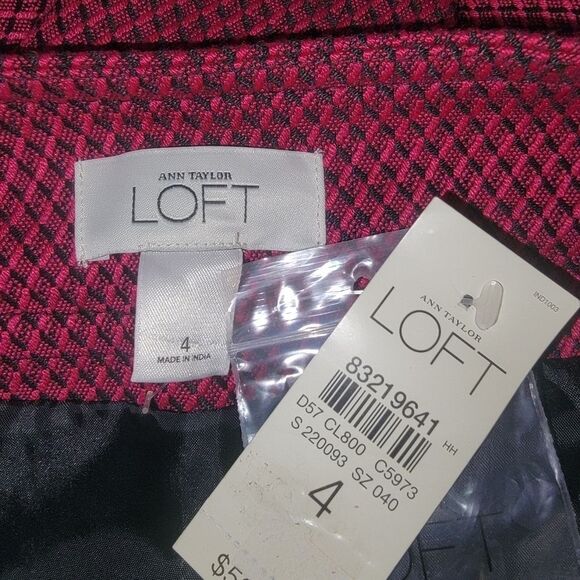 ANN TAYLOR
LOFT
4
MADE IN INDIA
IND1003
ANN TAYLOR
LOFT
83219641
HH
D57 CL800 C5973
S 220093 SZ 040
4